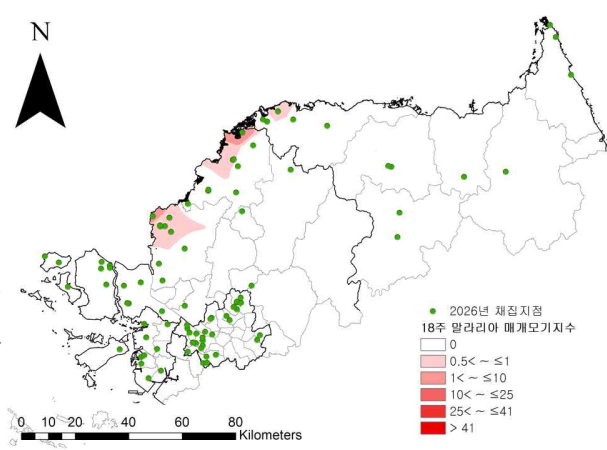 N
2026년 채집지점
18주 말라리아 매개모기지수
0
0.5< ~ ≤1
1< ~ ≤10
10< ~ ≤25
25< ~ ≤41
> 41
0 10 20 40 60 80
Kilometers